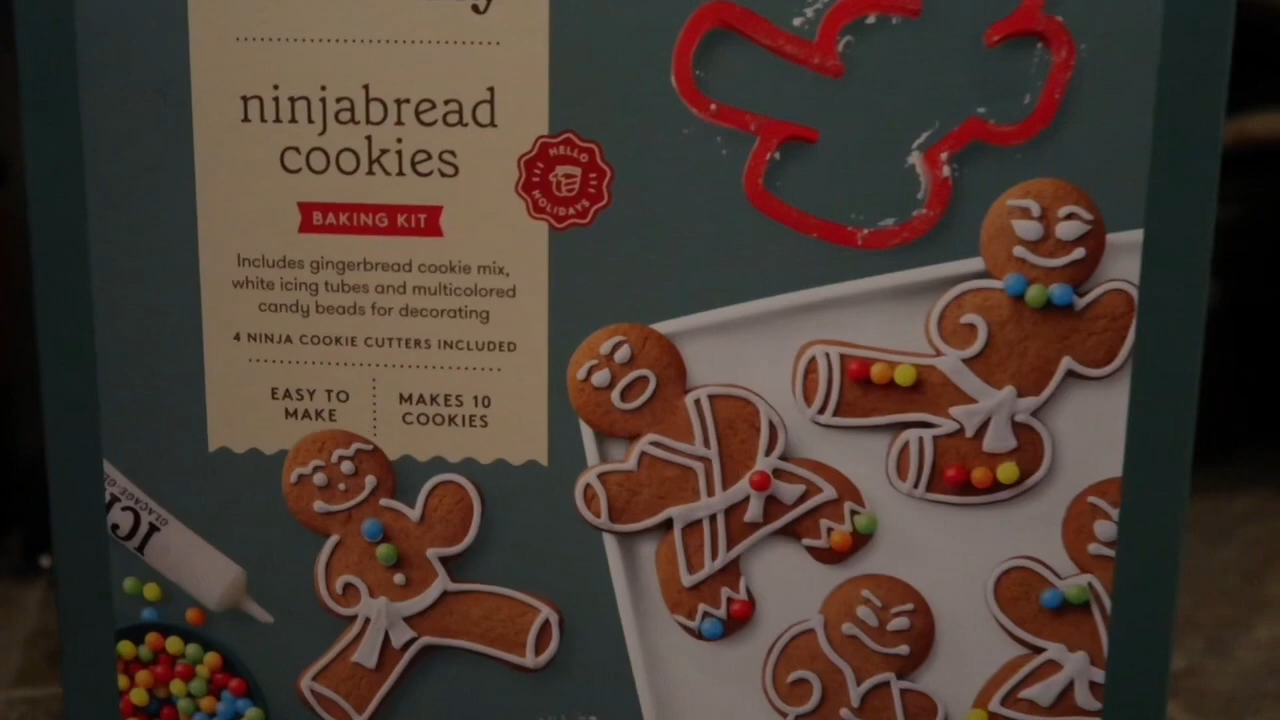 ninjabread
cookies
HELLO
HOLIDAYS
BAKING KIT
Includes gingerbread cookie mix,
white icing tubes and multicolored
candy beads for decorating
4 NINJA COOKIE CUTTERS INCLUDED
EASY TO
MAKE
MAKES 10
COOKIES